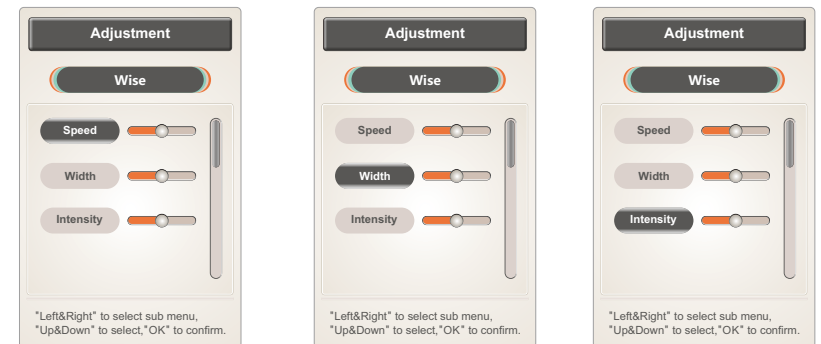 Adjustment
Wise
Speed
Width
Intensity
"Left&Right" to select sub menu,
"Up&Down" to select,"OK" to confirm.
Adjustment
Wise
Speed
Width
Intensity
"Left&Right" to select sub menu,
"Up&Down" to select,"OK" to confirm.
Adjustment
Wise
Speed
Width
Intensity
"Left&Right" to select sub menu,
"Up&Down" to select,"OK" to confirm.